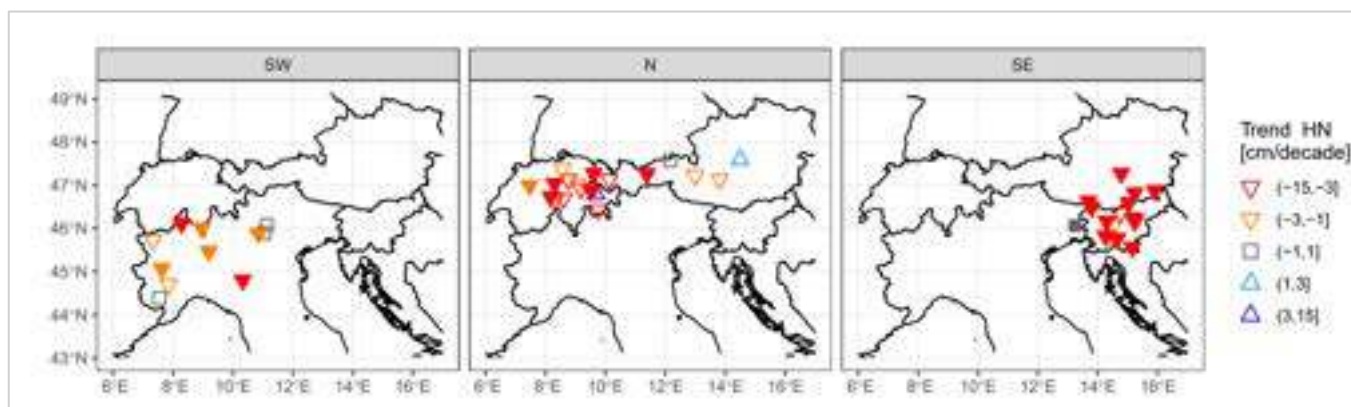 SW N SE
49°N
48°N
47°N
46°N
45°N
44°N
43°N
6°E 8°E 10°E 12°E 14°E 16°E 6°E 8°E 10°E 12°E 14°E 16°E 6°E 8°E 10°E 12°E 14°E 16°E
Trend HN
[cm/decade]
(−15,−3]
(−3,−1]
(−1,1]
(1,3]
(3,15]